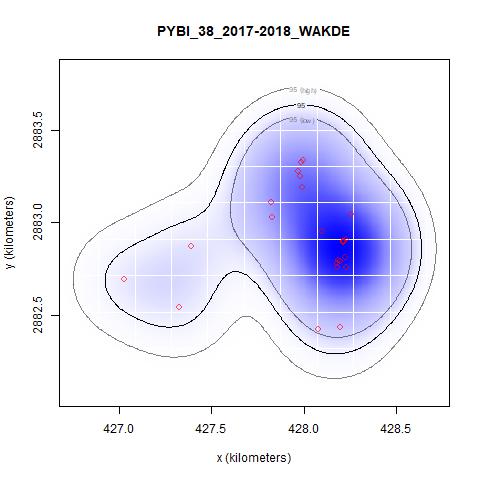 PYBI_38_2017-2018_WAKDE
95 (high)
95
95 (low)
2883.5
2883.0
2882.5
y (kilometers)
427.0 427.5 428.0 428.5
x (kilometers)